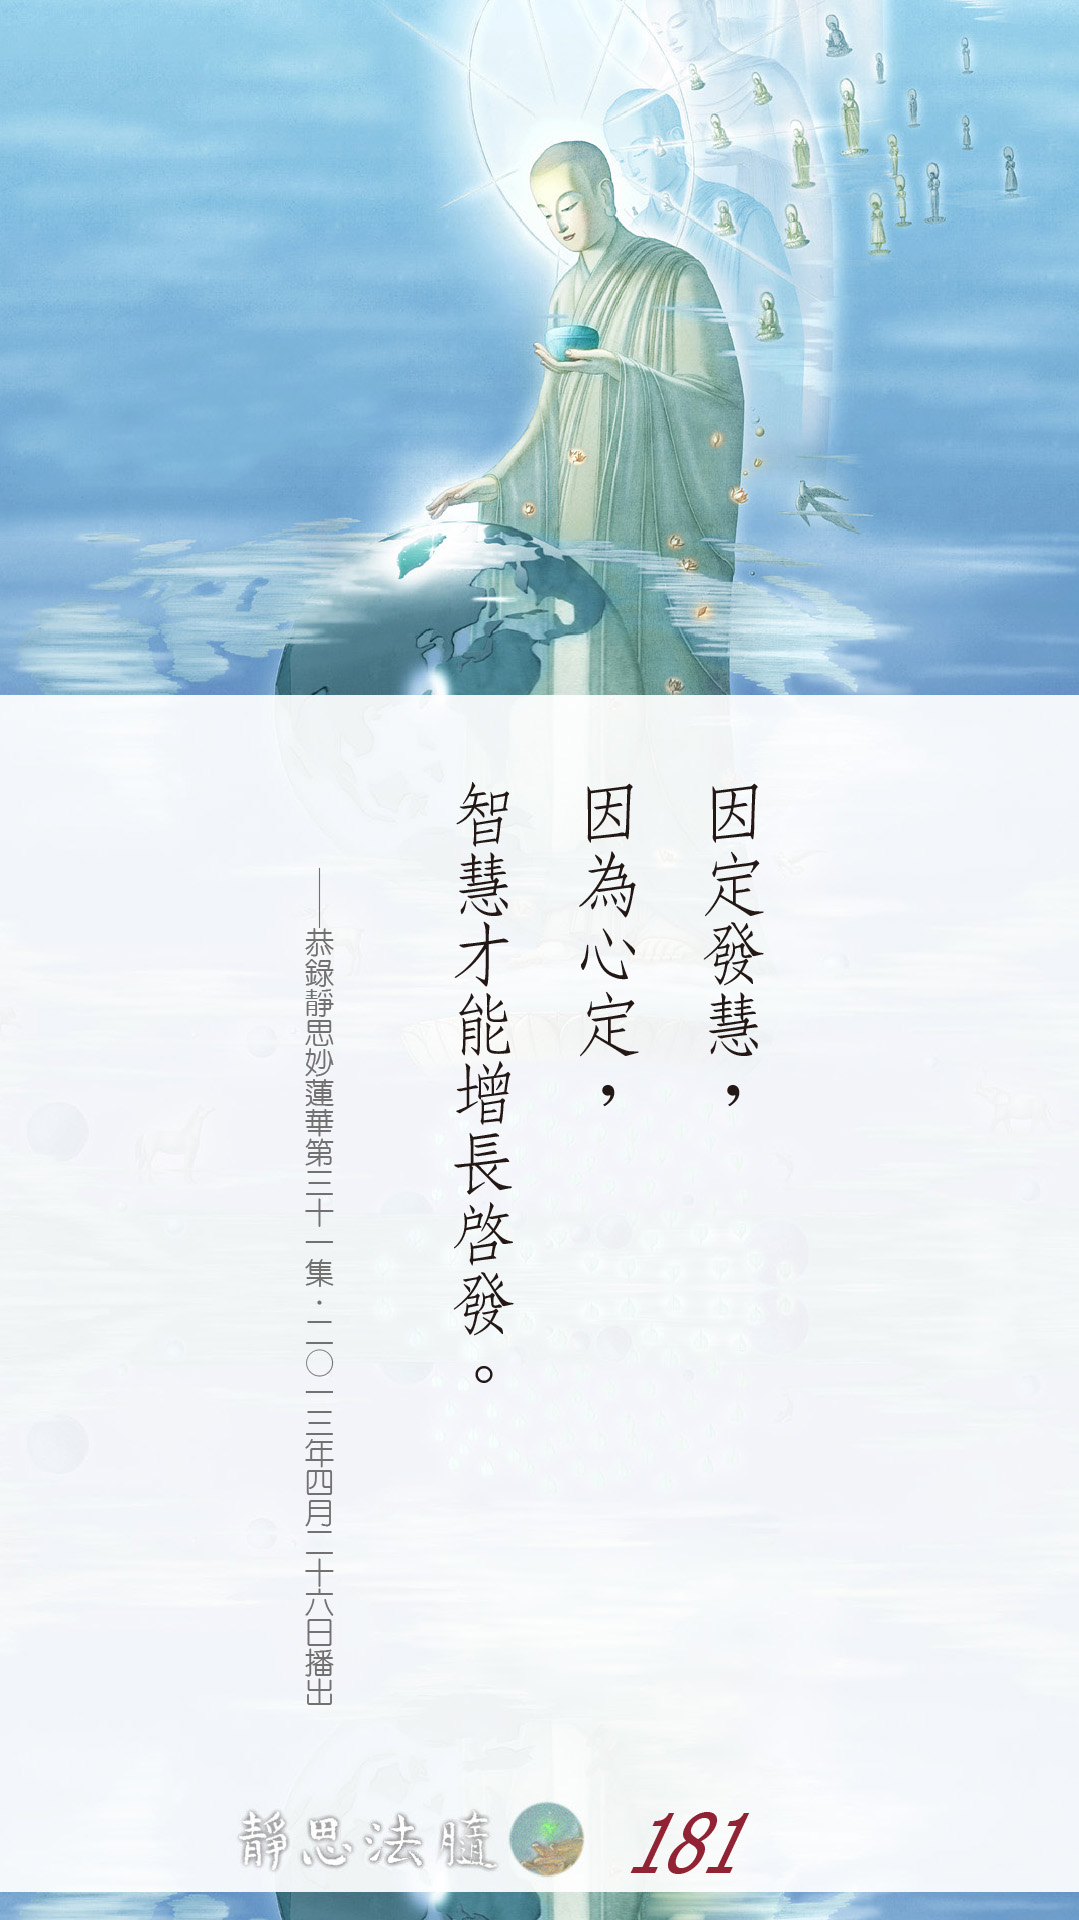 因定發慧，
因為心定，
智慧才能增長啓發。
——恭錄靜思妙蓮華第三十一集．二〇一三年四月二十六日播出
靜思法髓
181